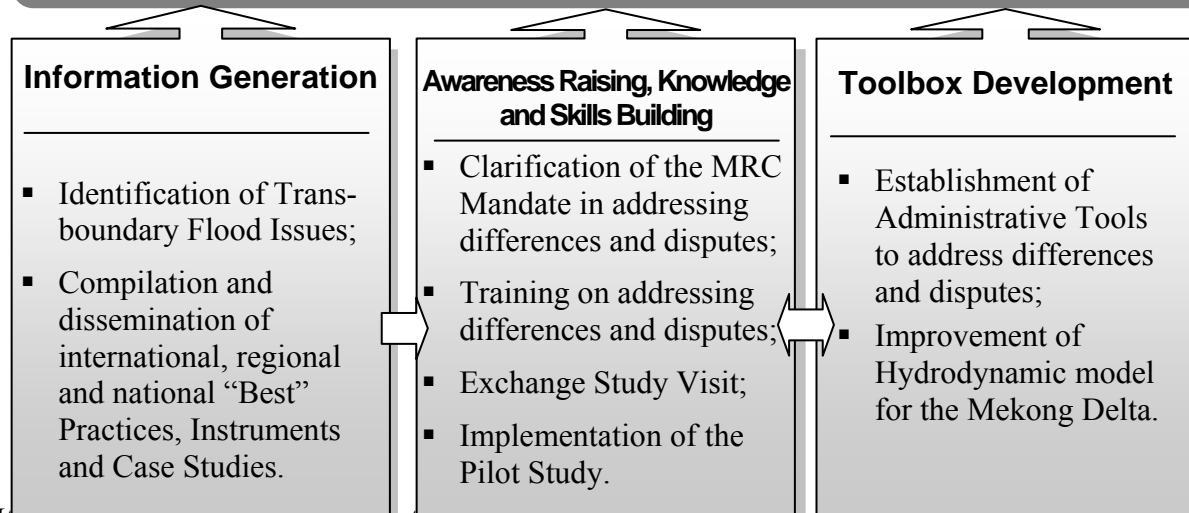 Information Generation
▪ Identification of Trans-
boundary Flood Issues;
▪ Compilation and
dissemination of
international, regional
and national “Best”
Practices, Instruments
and Case Studies.
Awareness Raising, Knowledge
and Skills Building
▪ Clarification of the MRC
Mandate in addressing
differences and disputes;
▪ Training on addressing
differences and disputes;
▪ Exchange Study Visit;
▪ Implementation of the
Pilot Study.
Toolbox Development
▪ Establishment of
Administrative Tools
to address differences
and disputes;
▪ Improvement of
Hydrodynamic model
for the Mekong Delta.